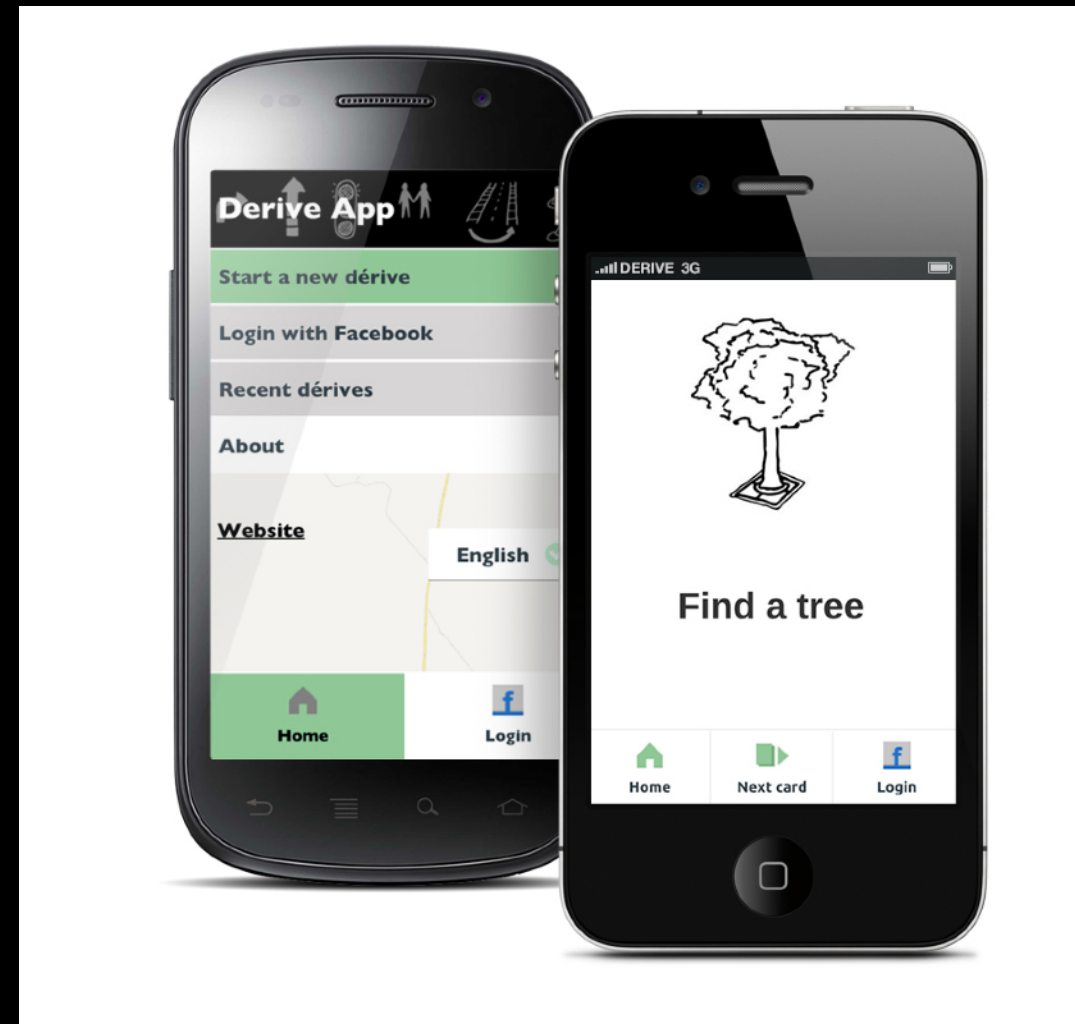 Derive App
Start a new dérive
Login with Facebook
Recent dérives
About
Website
English
Home
Login
DERIVE 3G
Find a tree
Home
Next card
Login